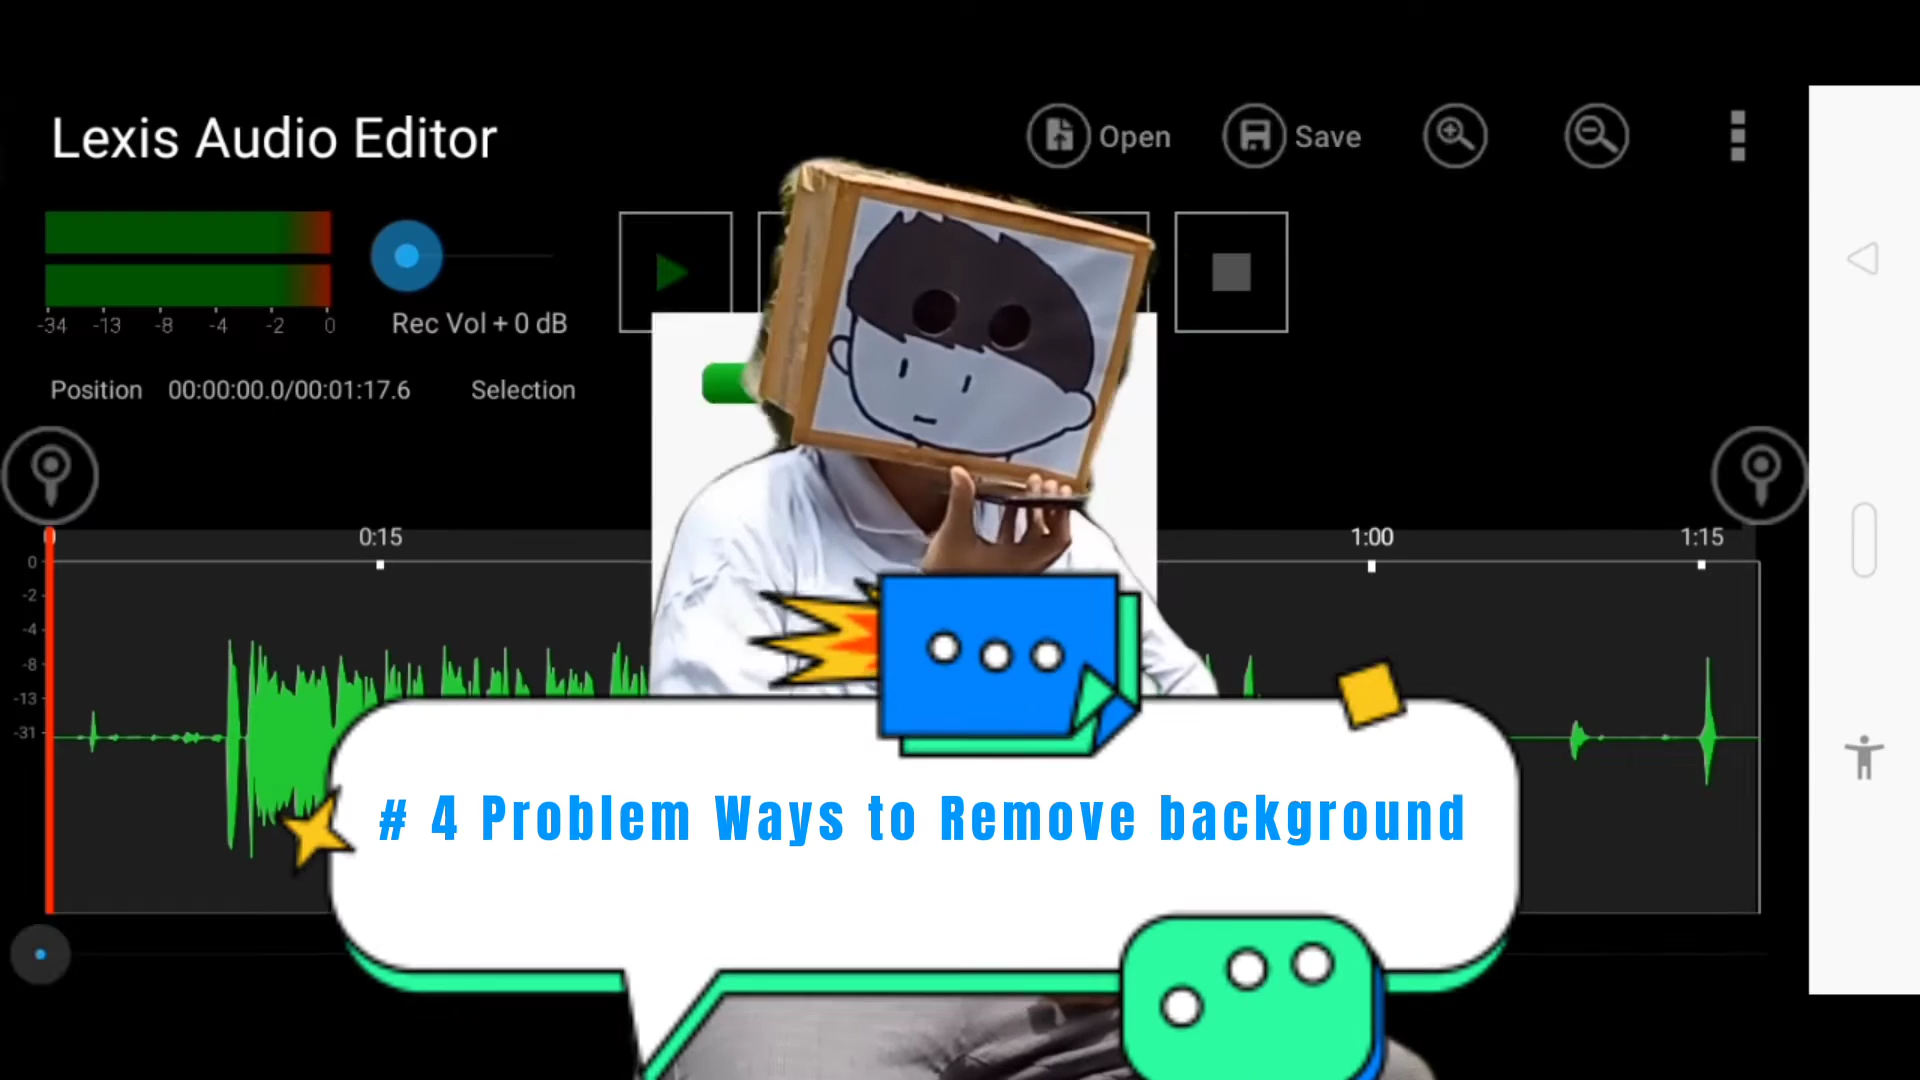 Lexis Audio Editor
Open
Save
-34 -13 -8 -4 -2 0
Rec Vol + 0 dB
Position 00:00:00.0/00:01:17.6 Selection
0:15 1:00 1:15
0
-2
-4
-8
-13
-31
# 4 Problem Ways to Remove background